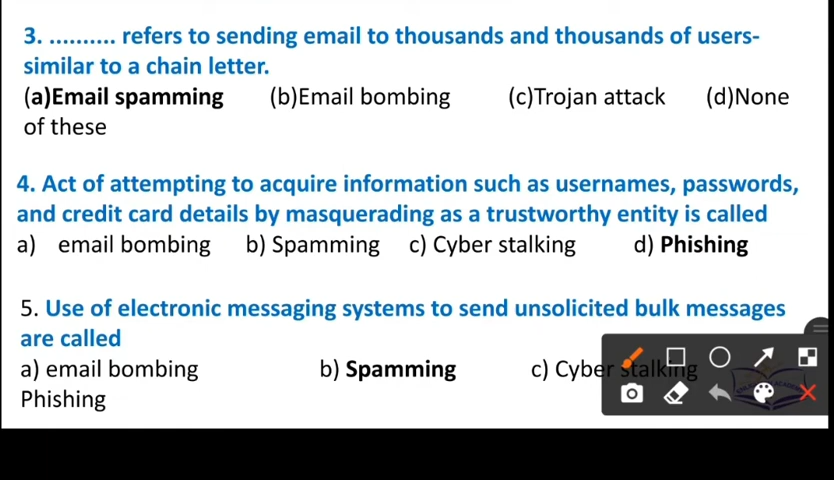 3. .......... refers to sending email to thousands and thousands of users-
similar to a chain letter.
(a)Email spamming (b)Email bombing (c)Trojan attack (d)None
of these
4. Act of attempting to acquire information such as usernames, passwords,
and credit card details by masquerading as a trustworthy entity is called
a) email bombing b) Spamming c) Cyber stalking d) Phishing
5. Use of electronic messaging systems to send unsolicited bulk messages
are called
a) email bombing b) Spamming c) Cyber stalking
Phishing